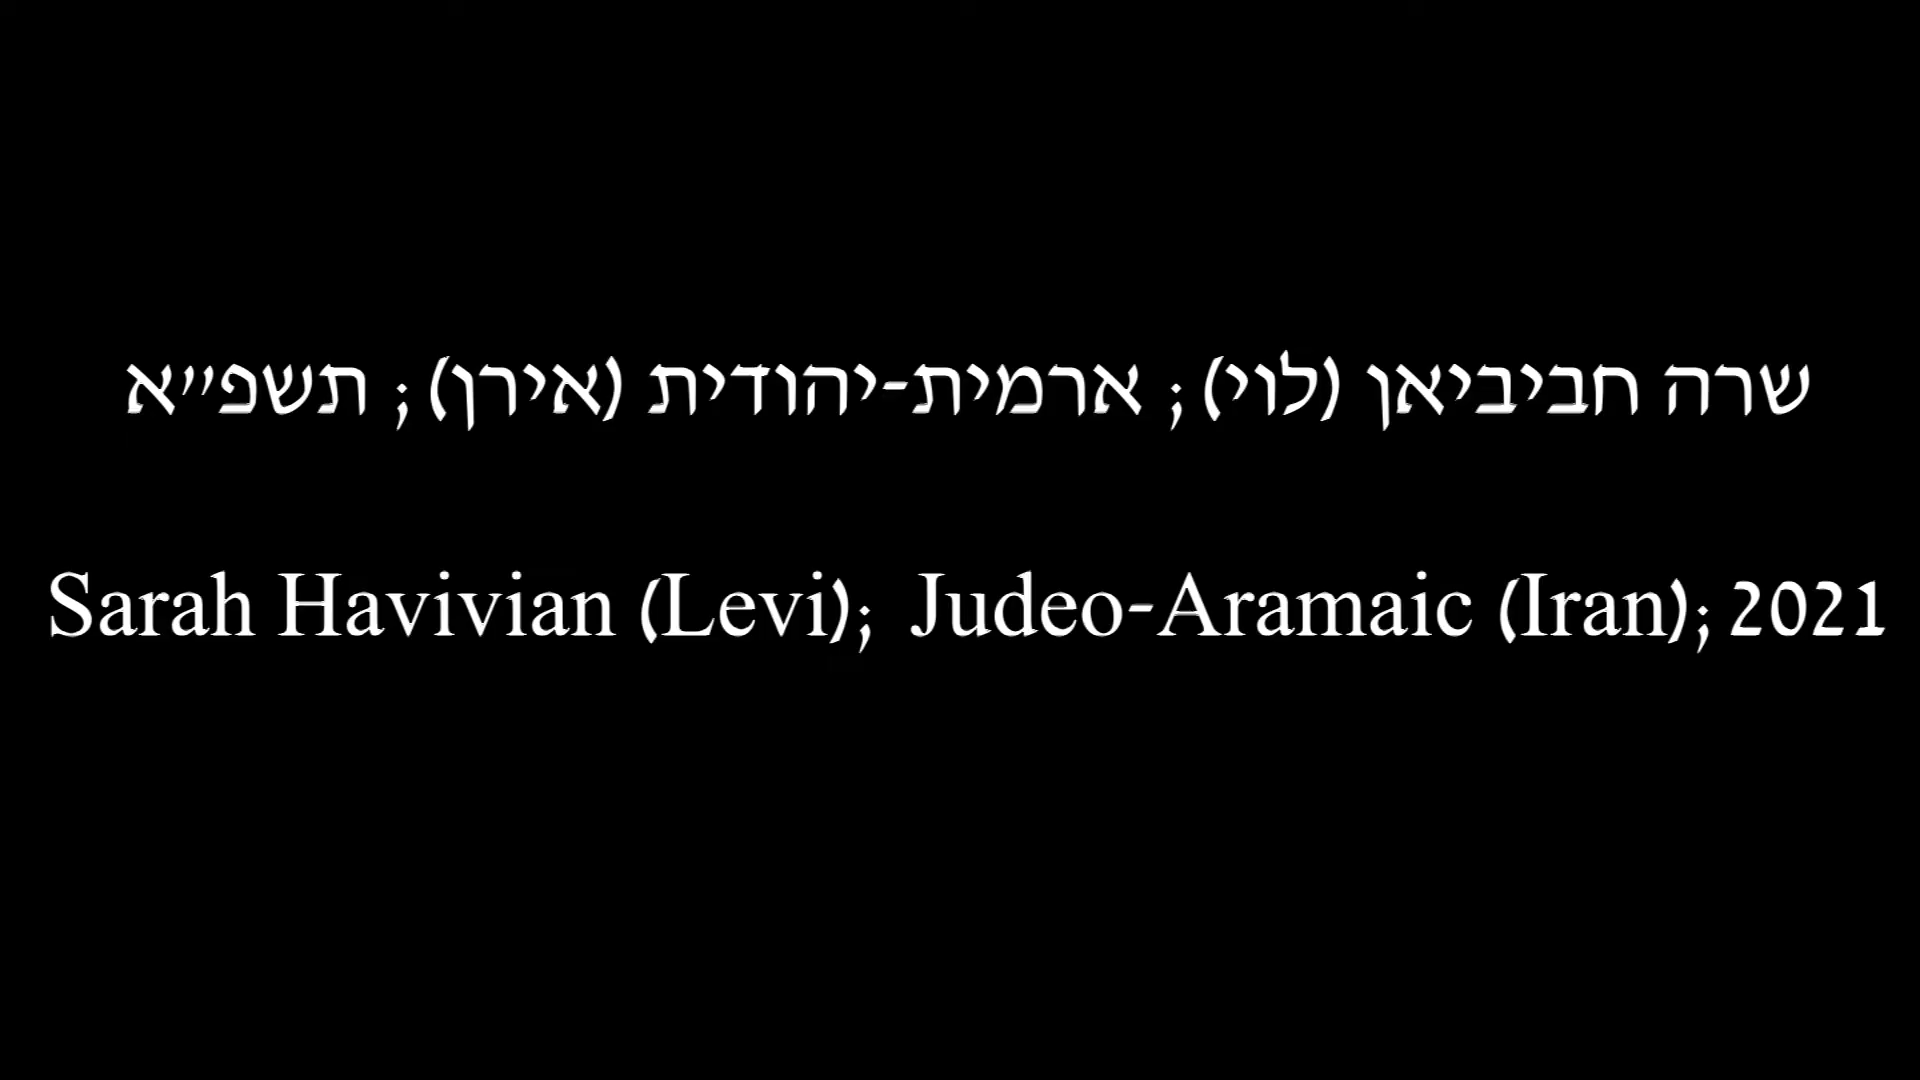 שרה חביביאן (לוי); ארמית-יהודית (אירן); תשפ״א
Sarah Havivian (Levi); Judeo-Aramaic (Iran); 2021